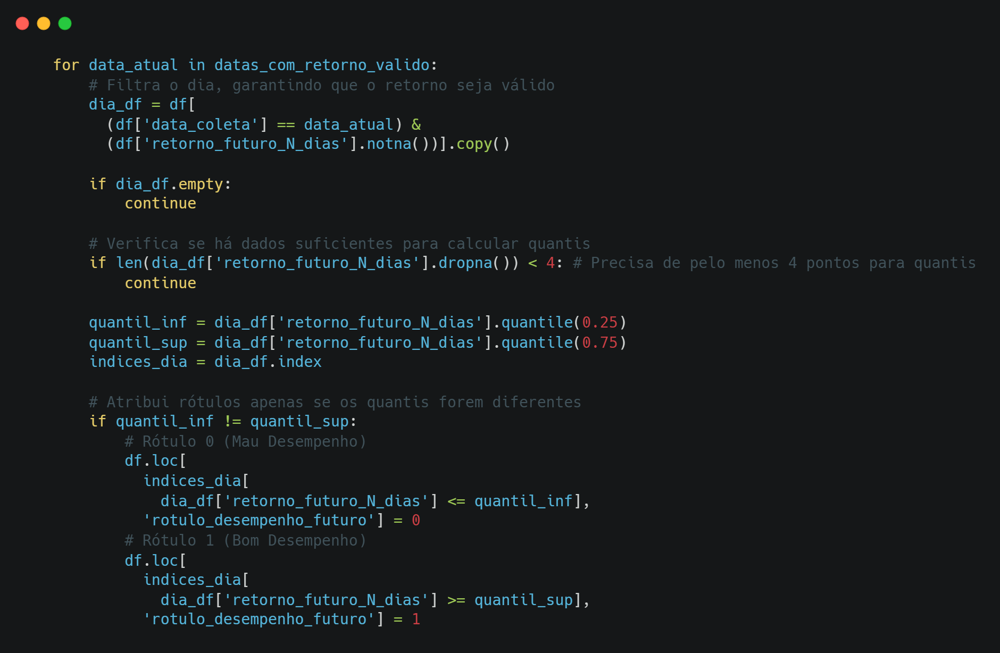 for data_atual in datas_com_retorno_valido:
    # Filtra o dia, garantindo que o retorno seja válido
    dia_df = df[
      (df['data_coleta'] == data_atual) &
      (df['retorno_futuro_N_dias'].notna())].copy()

    if dia_df.empty:
        continue

    # Verifica se há dados suficientes para calcular quantis
    if len(dia_df['retorno_futuro_N_dias'].dropna()) < 4: # Precisa de pelo menos 4 pontos para quantis
        continue

    quantil_inf = dia_df['retorno_futuro_N_dias'].quantile(0.25)
    quantil_sup = dia_df['retorno_futuro_N_dias'].quantile(0.75)
    indices_dia = dia_df.index

    # Atribui rótulos apenas se os quantis forem diferentes
    if quantil_inf != quantil_sup:
        # Rótulo 0 (Mau Desempenho)
        df.loc[
          indices_dia[
            dia_df['retorno_futuro_N_dias'] <= quantil_inf],
          'rotulo_desempenho_futuro'] = 0
        # Rótulo 1 (Bom Desempenho)
        df.loc[
          indices_dia[
            dia_df['retorno_futuro_N_dias'] >= quantil_sup],
          'rotulo_desempenho_futuro'] = 1